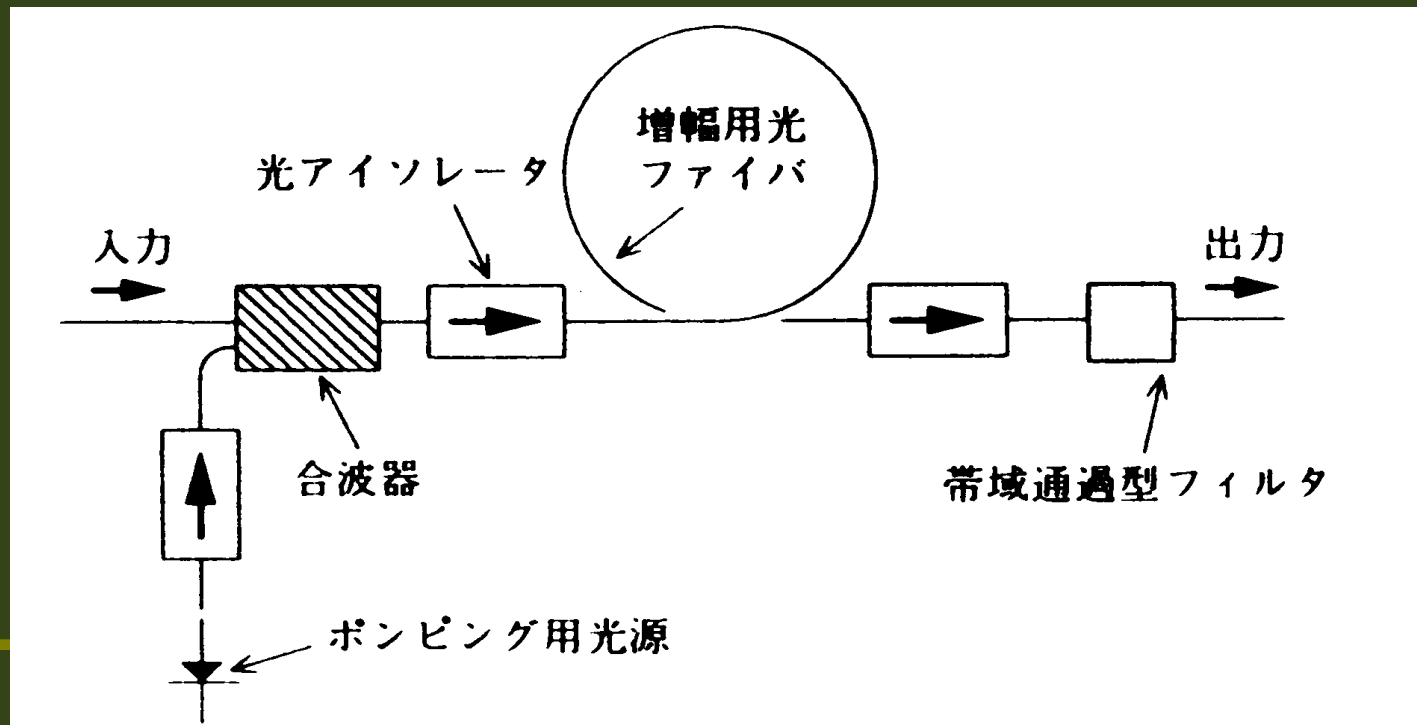 増幅用光
ファイバ
光アイソレータ
入力
出力
合波器
帯域通過型フィルタ
ポンピング用光源